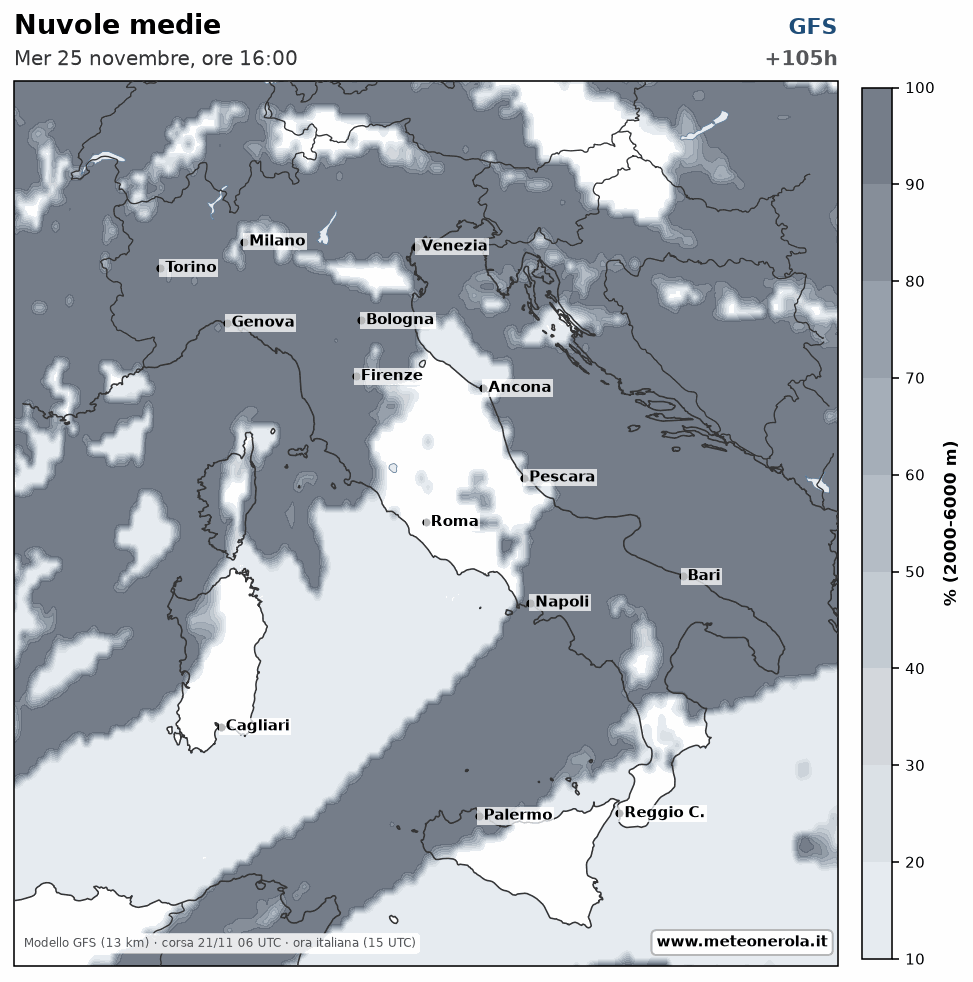 Nuvole medie
GFS
Mer 25 novembre, ore 16:00
+105h
Milano
Venezia
Torino
Genova
Bologna
Firenze
Ancona
Pescara
Roma
Bari
Napoli
Cagliari
Palermo
Reggio C.
100
90
80
70
60
50
40
30
20
10
% (2000-6000 m)
Modello GFS (13 km) · corsa 21/11 06 UTC · ora italiana (15 UTC)
www.meteonerola.it